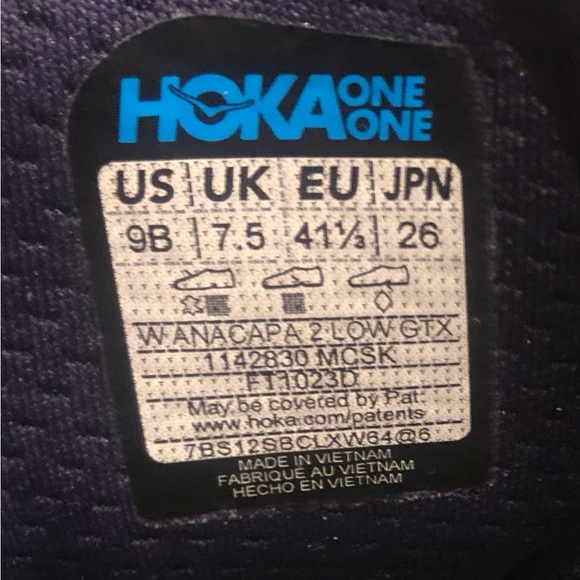 HOKA ONE ONE
US UK EU JPN
9B 7.5 41⅓ 26
W ANACAPA 2 LOW GTX
1142830 MCSK
FT1023D
May be covered by Pat:
www.hoka.com/patents
7BS12SBCLXW64@6
MADE IN VIETNAM
FABRIQUE AU VIETNAM
HECHO EN VIETNAM